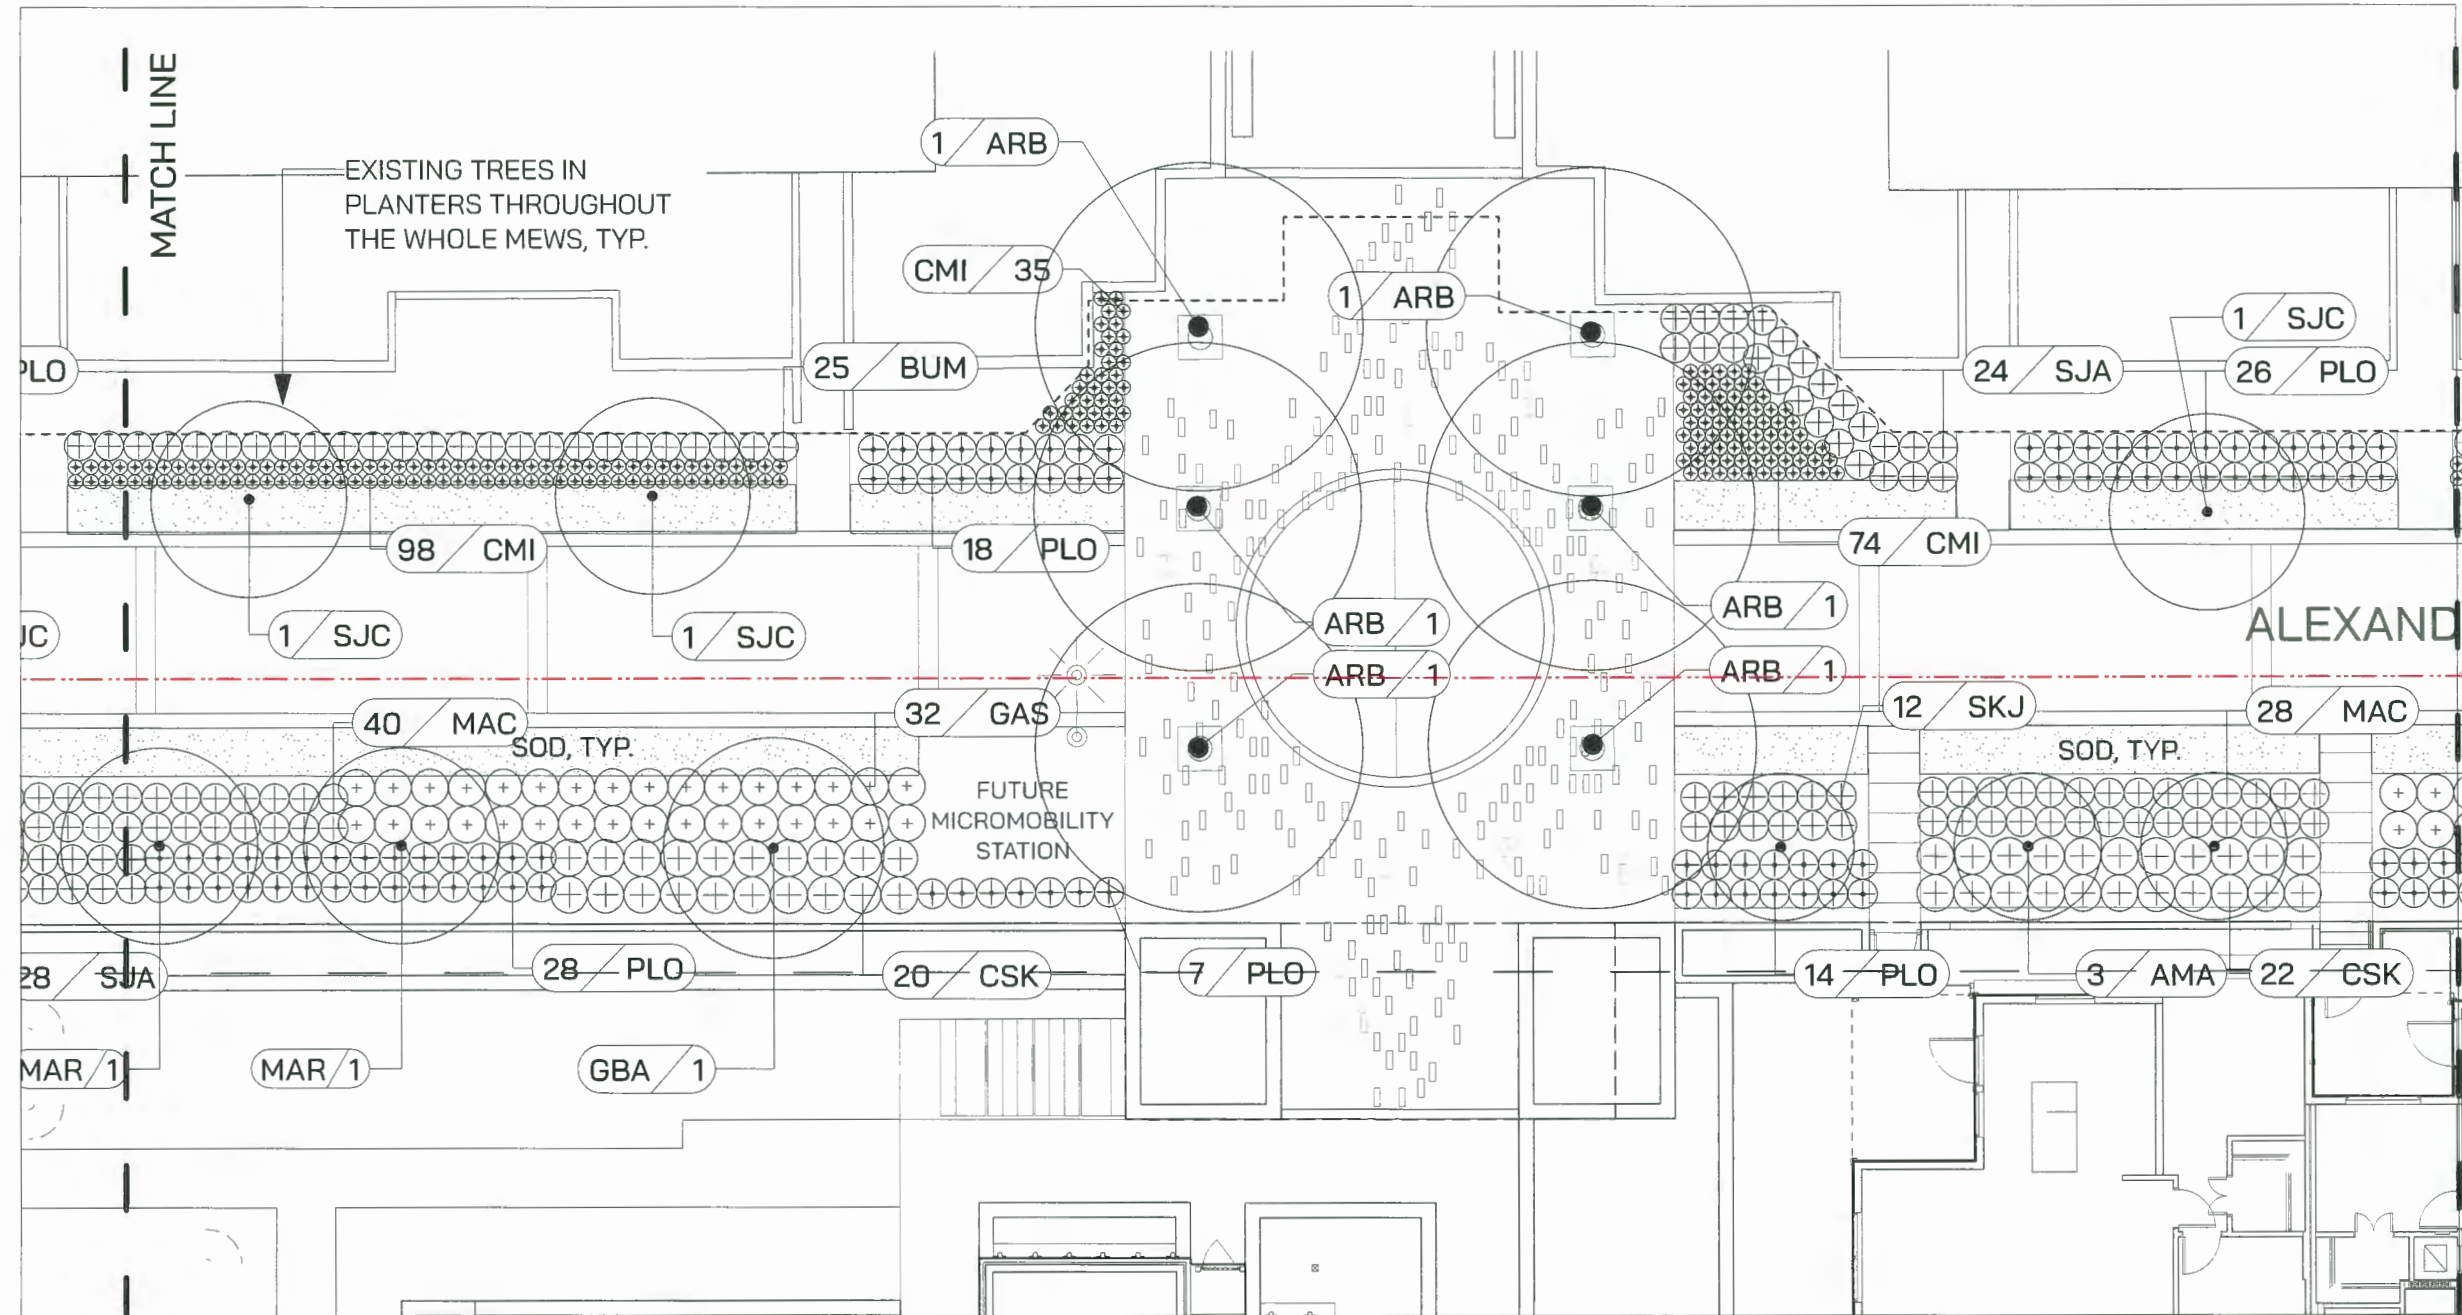 MATCH LINE
EXISTING TREES IN
PLANTERS THROUGHOUT
THE WHOLE MEWS, TYP.
1 / ARB
CMI / 35
1 / ARB
1 / SJC
PLO
25 / BUM
24 / SJA
26 / PLO
98 / CMI
18 / PLO
74 / CMI
JC
1 / SJC
1 / SJC
ARB / 1
ARB / 1
ALEXAND
ARB / 1
ARB / 1
40 / MAC
32 / GAS
12 / SKJ
28 / MAC
SOD, TYP.
SOD, TYP.
FUTURE
MICROMOBILITY
STATION
28 / SJA
28 / PLO
20 / CSK
7 / PLO
14 / PLO
3 / AMA
22 / CSK
MAR / 1
MAR / 1
GBA / 1